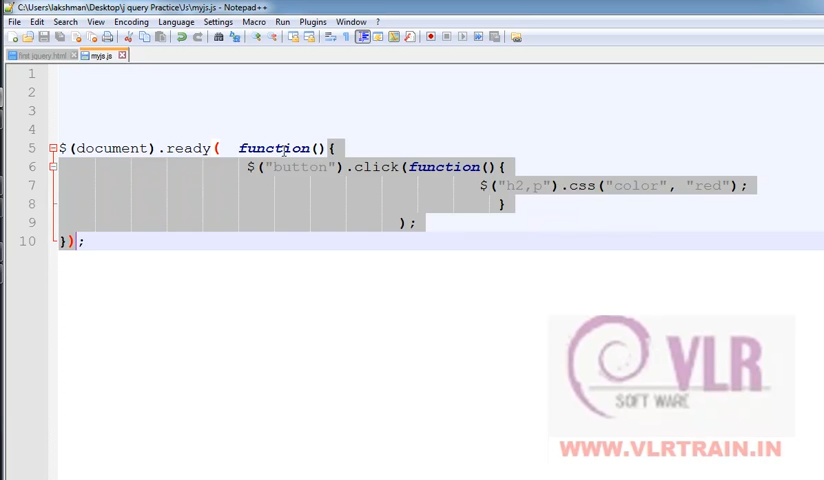 C:\Users\lakshman\Desktop\j query Practice\Js\myjs.js - Notepad++
File Edit Search View Encoding Language Settings Macro Run Plugins Window ?
first jquery.html myjs.js
1
2
3
4
5 $(document).ready( function(){
6 $("button").click(function(){
7 $("h2,p").css("color", "red");
8 }
9 );
10 });
VLR
SOFT WARE
WWW.VLRTRAIN.IN